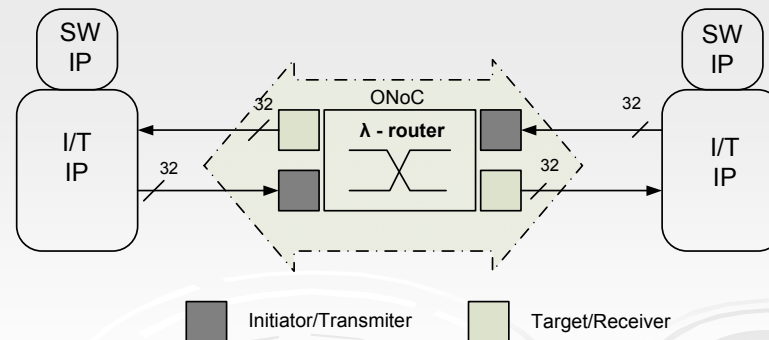 SW
IP
SW
IP
ONoC
32
32
I/T
IP
λ - router
I/T
IP
32
32
Initiator/Transmiter
Target/Receiver